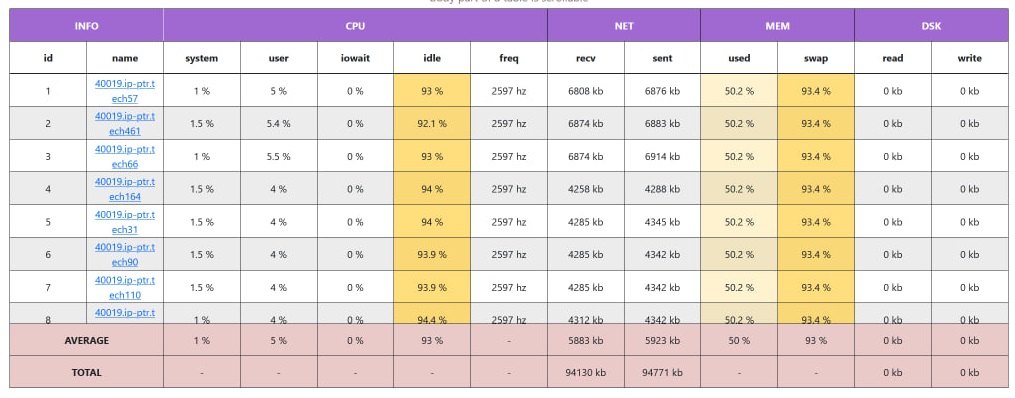 body part of a table is scrollable
INFO CPU NET MEM DSK
id name system user iowait idle freq recv sent used swap read write
1 40019.ip-ptr.t 1 % 5 % 0 % 93 % 2597 hz 6808 kb 6876 kb 50.2 % 93.4 % 0 kb 0 kb
ech57
2 40019.ip-ptr.t 1.5 % 5.4 % 0 % 92.1 % 2597 hz 6874 kb 6883 kb 50.2 % 93.4 % 0 kb 0 kb
ech461
3 40019.ip-ptr.t 1 % 5.5 % 0 % 93 % 2597 hz 6874 kb 6914 kb 50.2 % 93.4 % 0 kb 0 kb
ech66
4 40019.ip-ptr.t 1.5 % 4 % 0 % 94 % 2597 hz 4258 kb 4288 kb 50.2 % 93.4 % 0 kb 0 kb
ech164
5 40019.ip-ptr.t 1.5 % 4 % 0 % 94 % 2597 hz 4285 kb 4345 kb 50.2 % 93.4 % 0 kb 0 kb
ech31
6 40019.ip-ptr.t 1.5 % 4 % 0 % 93.9 % 2597 hz 4285 kb 4342 kb 50.2 % 93.4 % 0 kb 0 kb
ech90
7 40019.ip-ptr.t 1.5 % 4 % 0 % 93.9 % 2597 hz 4285 kb 4342 kb 50.2 % 93.4 % 0 kb 0 kb
ech110
8 40019.ip-ptr.t 1 % 4 % 0 % 94.4 % 2597 hz 4312 kb 4342 kb 50.2 % 93.4 % 0 kb 0 kb
AVERAGE 1 % 5 % 0 % 93 % - 5883 kb 5923 kb 50 % 93 % 0 kb 0 kb
TOTAL - - - - - 94130 kb 94771 kb - - 0 kb 0 kb